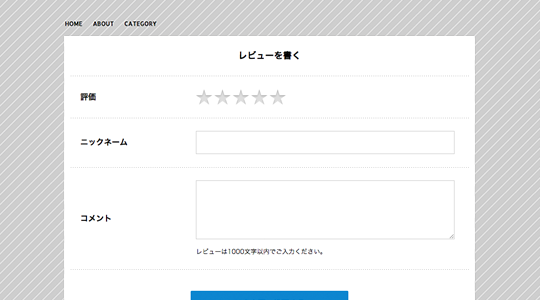 HOME ABOUT CATEGORY
レビューを書く
評価
ニックネーム
コメント
レビューは1000文字以内でご入力ください。